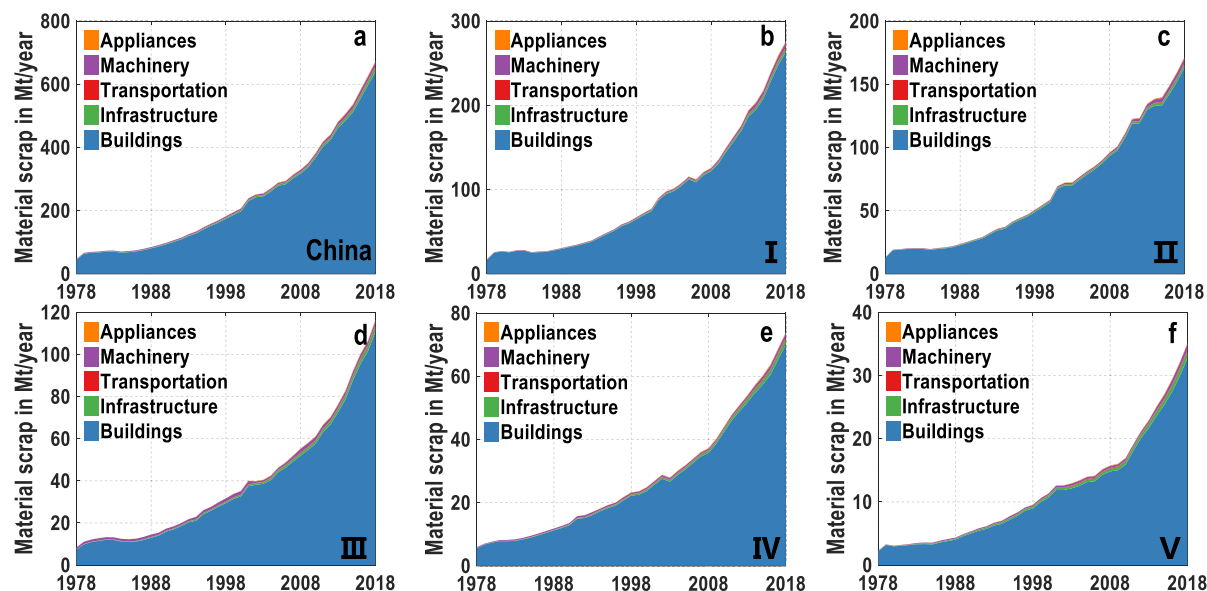 Material scrap in Mt/year
800
600
400
200
0
Appliances
Machinery
Transportation
Infrastructure
Buildings
a
China
1978
1988
1998
2008
2018
Material scrap in Mt/year
300
200
100
0
Appliances
Machinery
Transportation
Infrastructure
Buildings
b
I
1978
1988
1998
2008
2018
Material scrap in Mt/year
200
150
100
50
0
Appliances
Machinery
Transportation
Infrastructure
Buildings
c
II
1978
1988
1998
2008
2018
Material scrap in Mt/year
120
100
80
60
40
20
0
Appliances
Machinery
Transportation
Infrastructure
Buildings
d
III
1978
1988
1998
2008
2018
Material scrap in Mt/year
80
60
40
20
0
Appliances
Machinery
Transportation
Infrastructure
Buildings
e
IV
1978
1988
1998
2008
2018
Material scrap in Mt/year
40
30
20
10
0
Appliances
Machinery
Transportation
Infrastructure
Buildings
f
V
1978
1988
1998
2008
2018